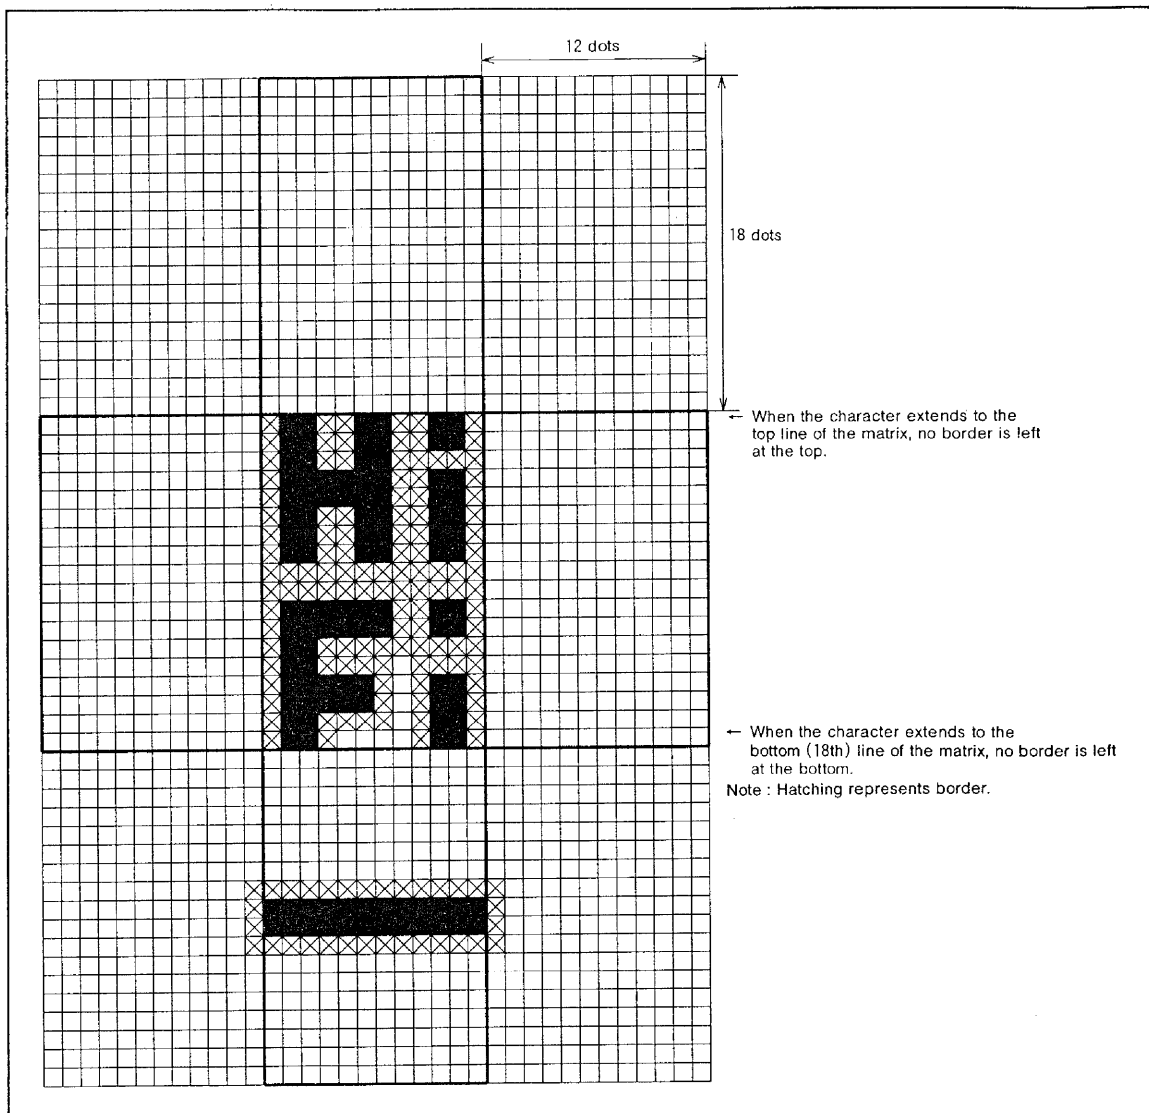 12 dots
18 dots
← When the character extends to the
top line of the matrix, no border is left
at the top.
Hi
Fi
← When the character extends to the
bottom (18th) line of the matrix, no border is left
at the bottom.
Note : Hatching represents border.